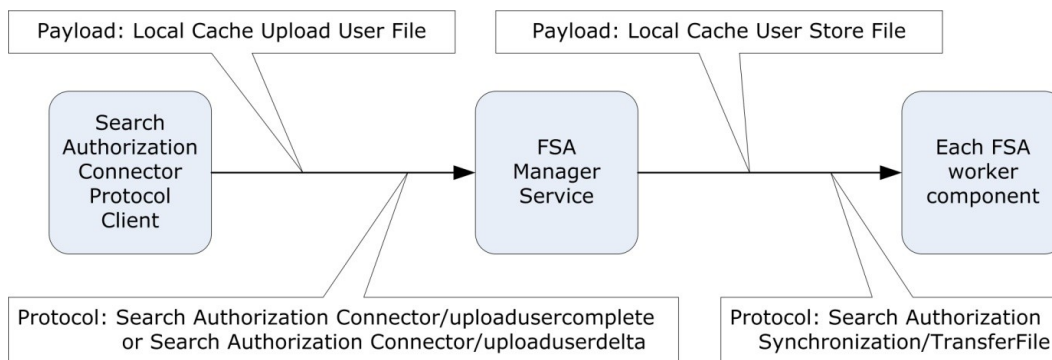 Payload: Local Cache Upload User File
Payload: Local Cache User Store File
Search
Authorization
Connector
Protocol
Client
FSA
Manager
Service
Each FSA
worker
component
Protocol: Search Authorization Connector/uploadusercomplete
or Search Authorization Connector/uploaduserdelta
Protocol: Search Authorization
Synchronization/TransferFile